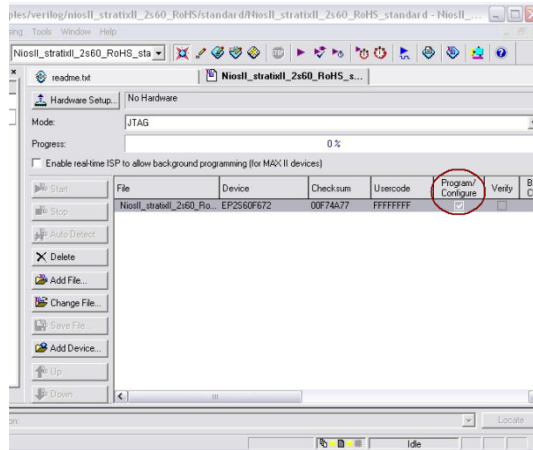 ples/verilog/niosII_stratixII_2s60_RoHS/standard/NiosII_stratixII_2s60_RoHS_standard - NiosII_...
sing Tools Window Help
NiosII_stratixII_2s60_RoHS_sta
readme.txt NiosII_stratixII_2s60_RoHS_s...
Hardware Setup... No Hardware
Mode: JTAG
Progress: 0 %
Enable real-time ISP to allow background programming (for MAX II devices)
Start File Device Checksum Usercode Program/ Configure Verify B C
Stop NiosII_stratixII_2s60_Ro... EP2S60F672 00F74A77 FFFFFFFF
Auto Detect
Delete
Add File...
Change File...
Save File...
Add Device...
Up
Down
on: Locate
Idle